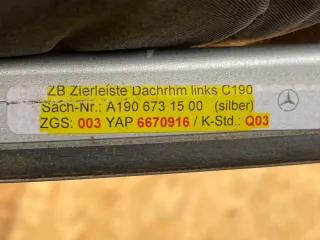 ZB Zierleiste Dachrhm links C190
Sach-Nr.: A190 673 15 00 (silber)
ZGS: 003 YAP 6670916 / K-Std.: Q03